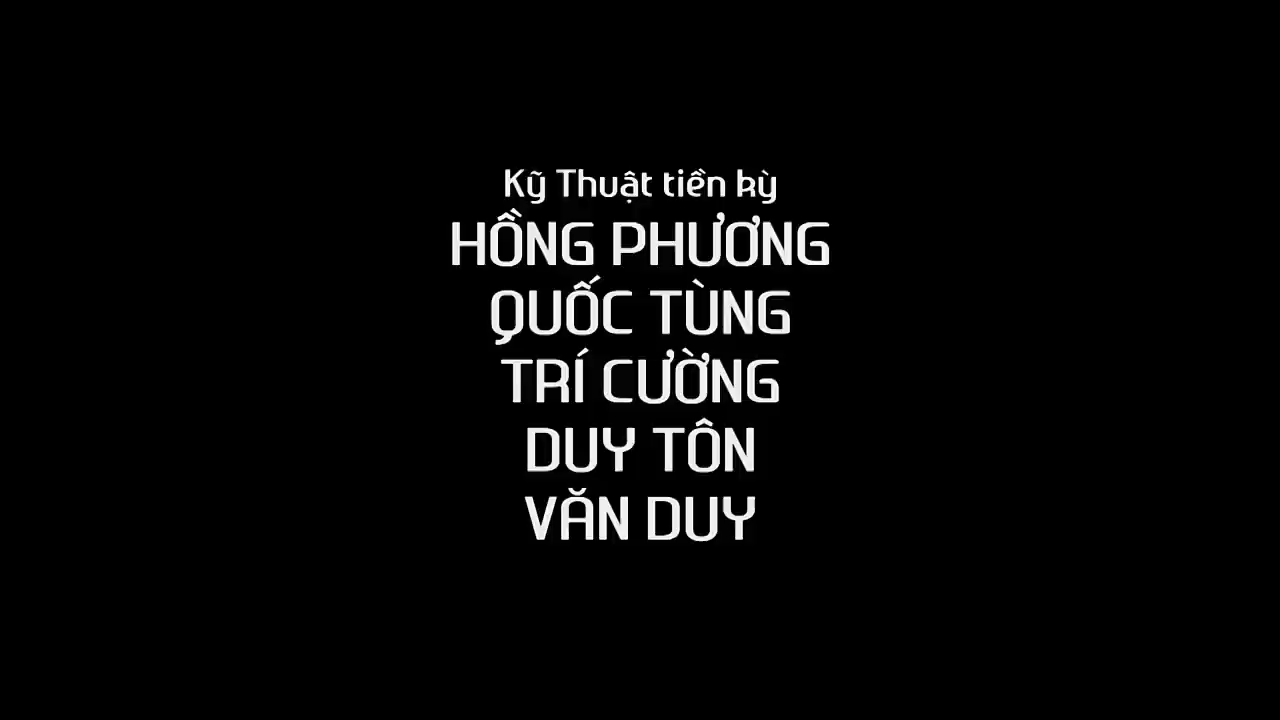 Kỹ Thuật tiền kỳ
HỒNG PHƯƠNG
QUỐC TÙNG
TRÍ CƯỜNG
DUY TÔN
VĂN DUY